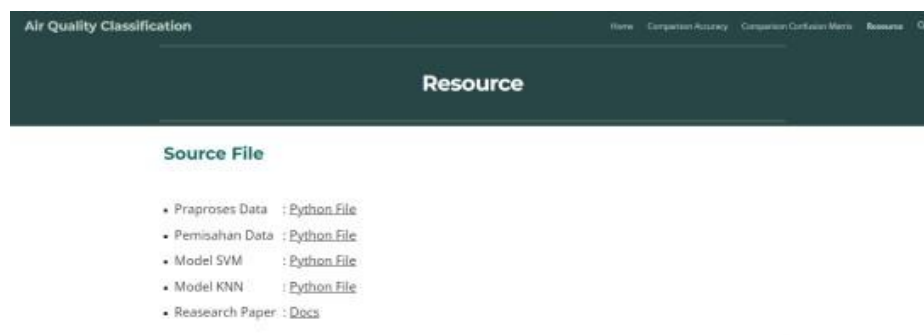 Air Quality Classification Home Comparison Accuracy Comparison Confusion Matrix Resource
Resource
Source File
• Praproses Data : Python File
• Pemisahan Data : Python File
• Model SVM : Python File
• Model KNN : Python File
• Reasearch Paper : Docs